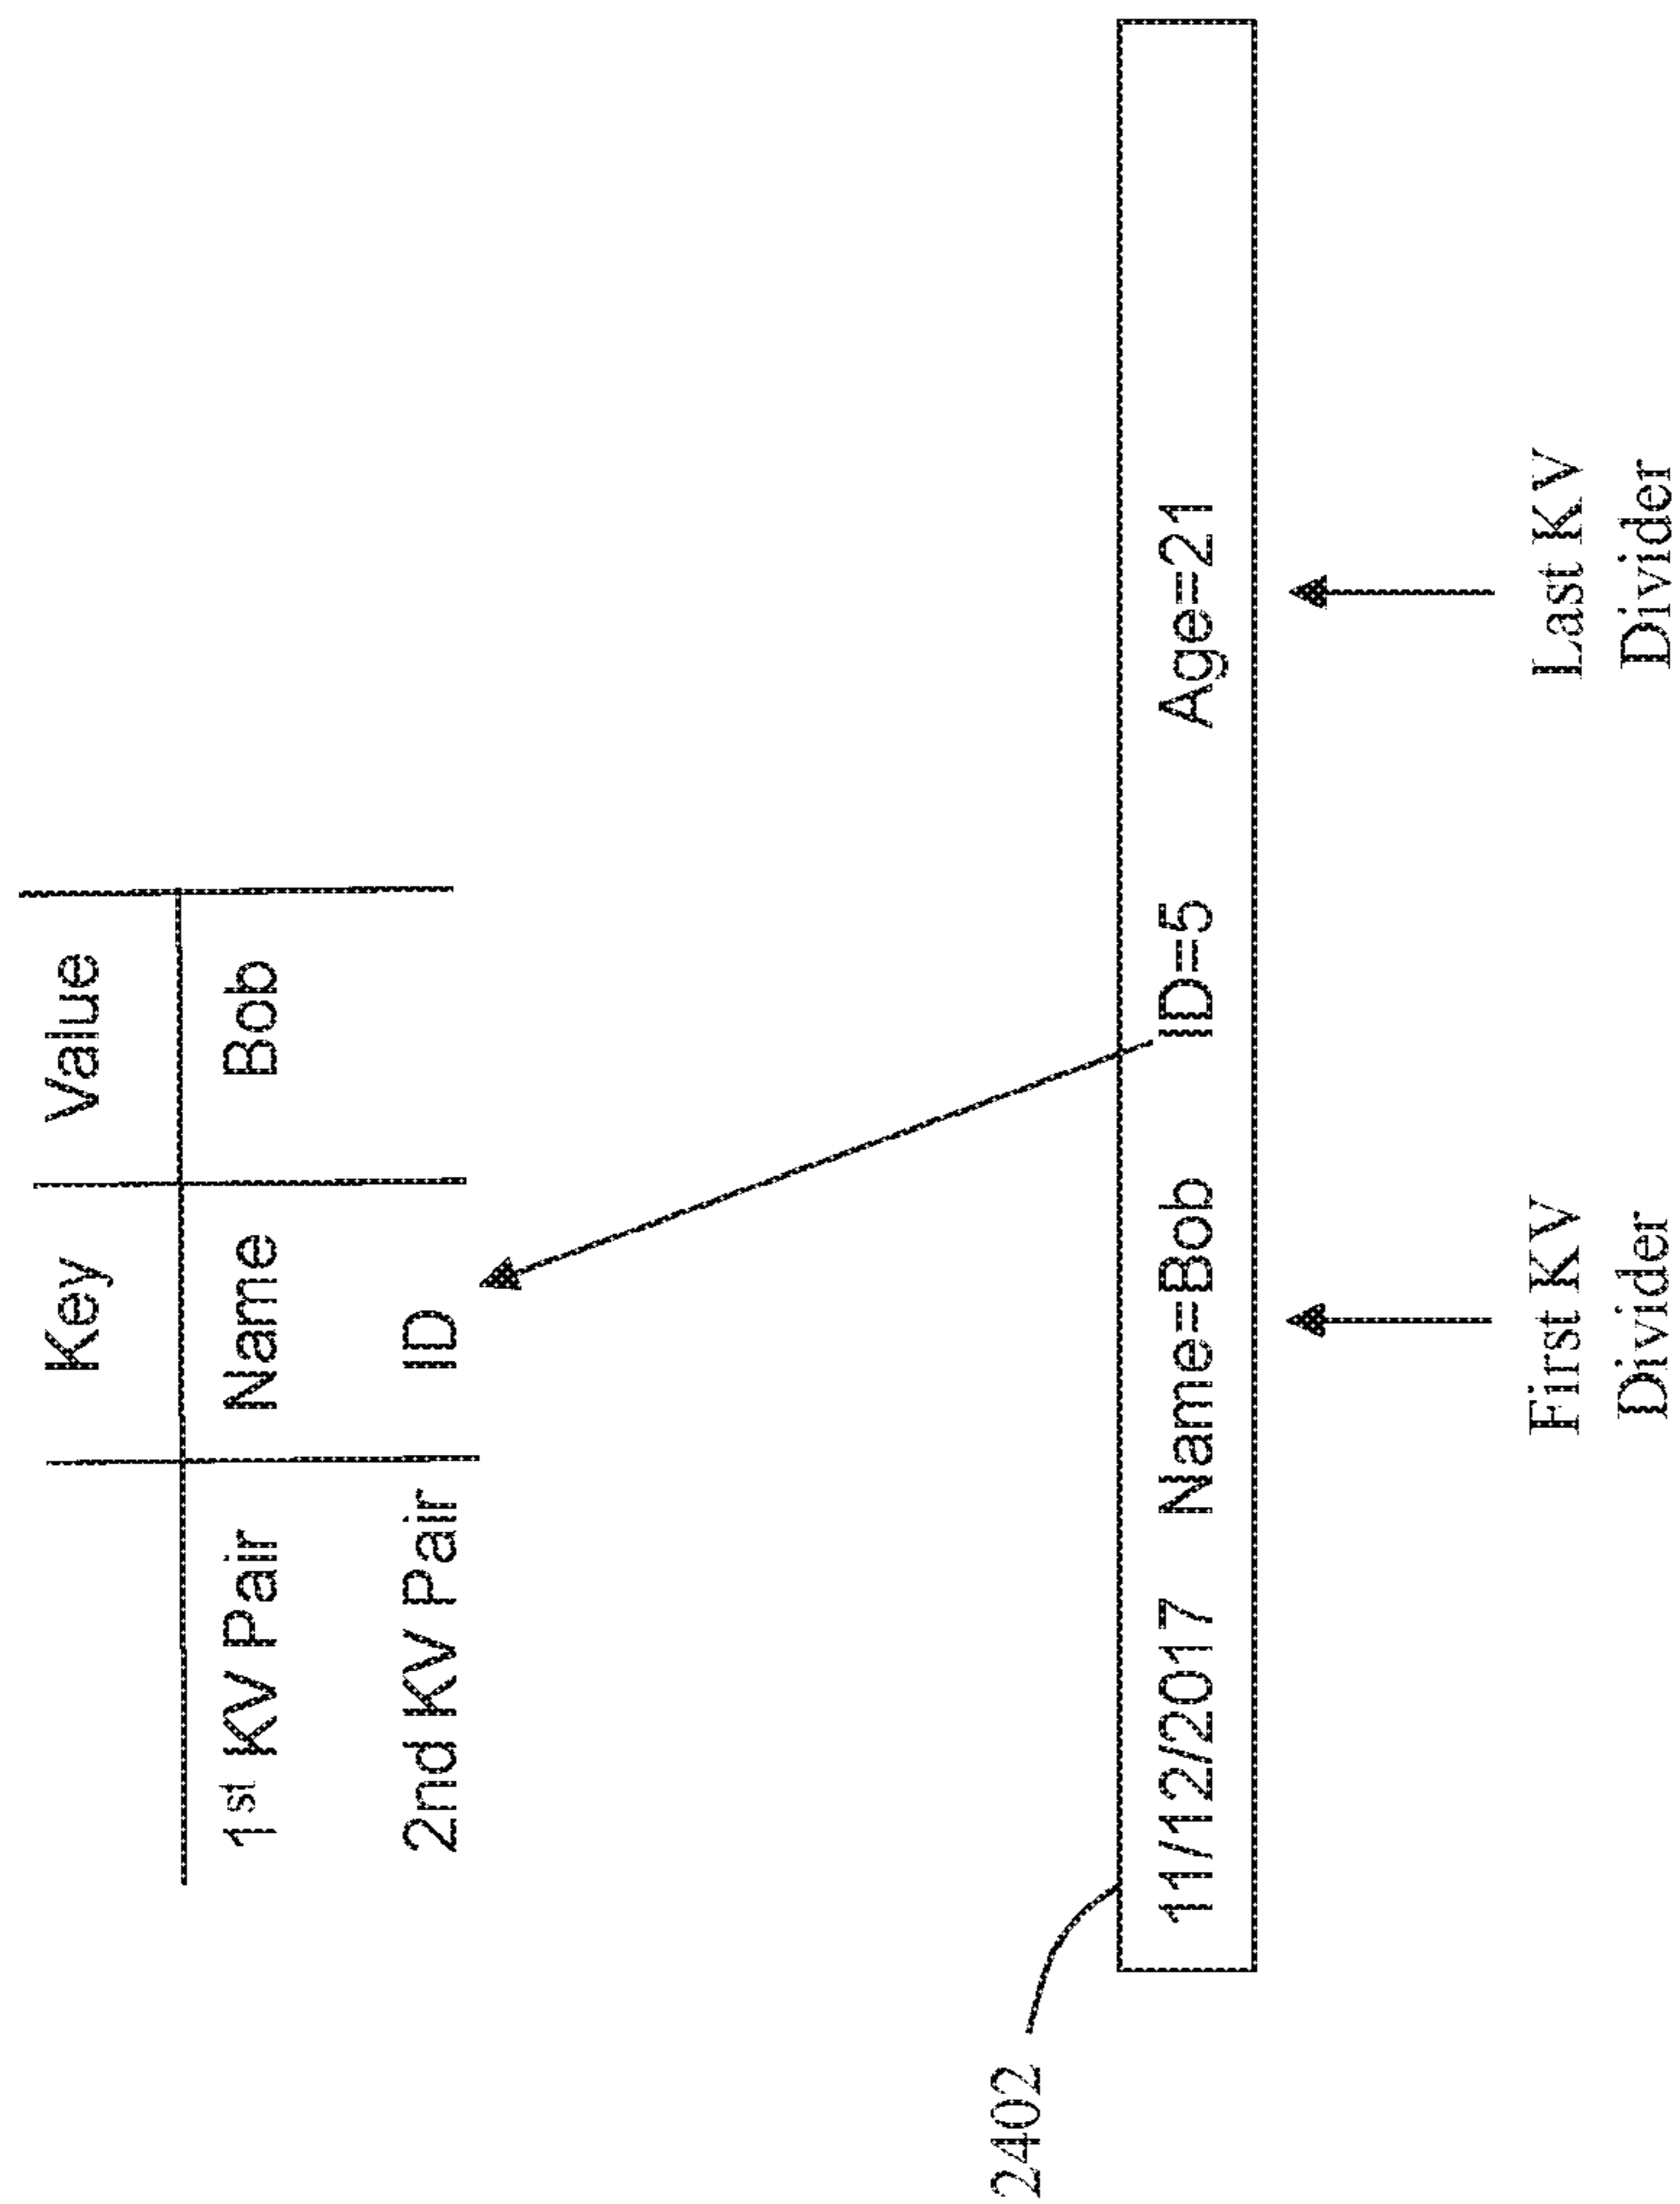 Key Value
1st KV Pair Name Bob
2nd KV Pair ID
2402
11/12/2017 Name=Bob ID=5 Age=21
First KV Last KV
Divider Divider